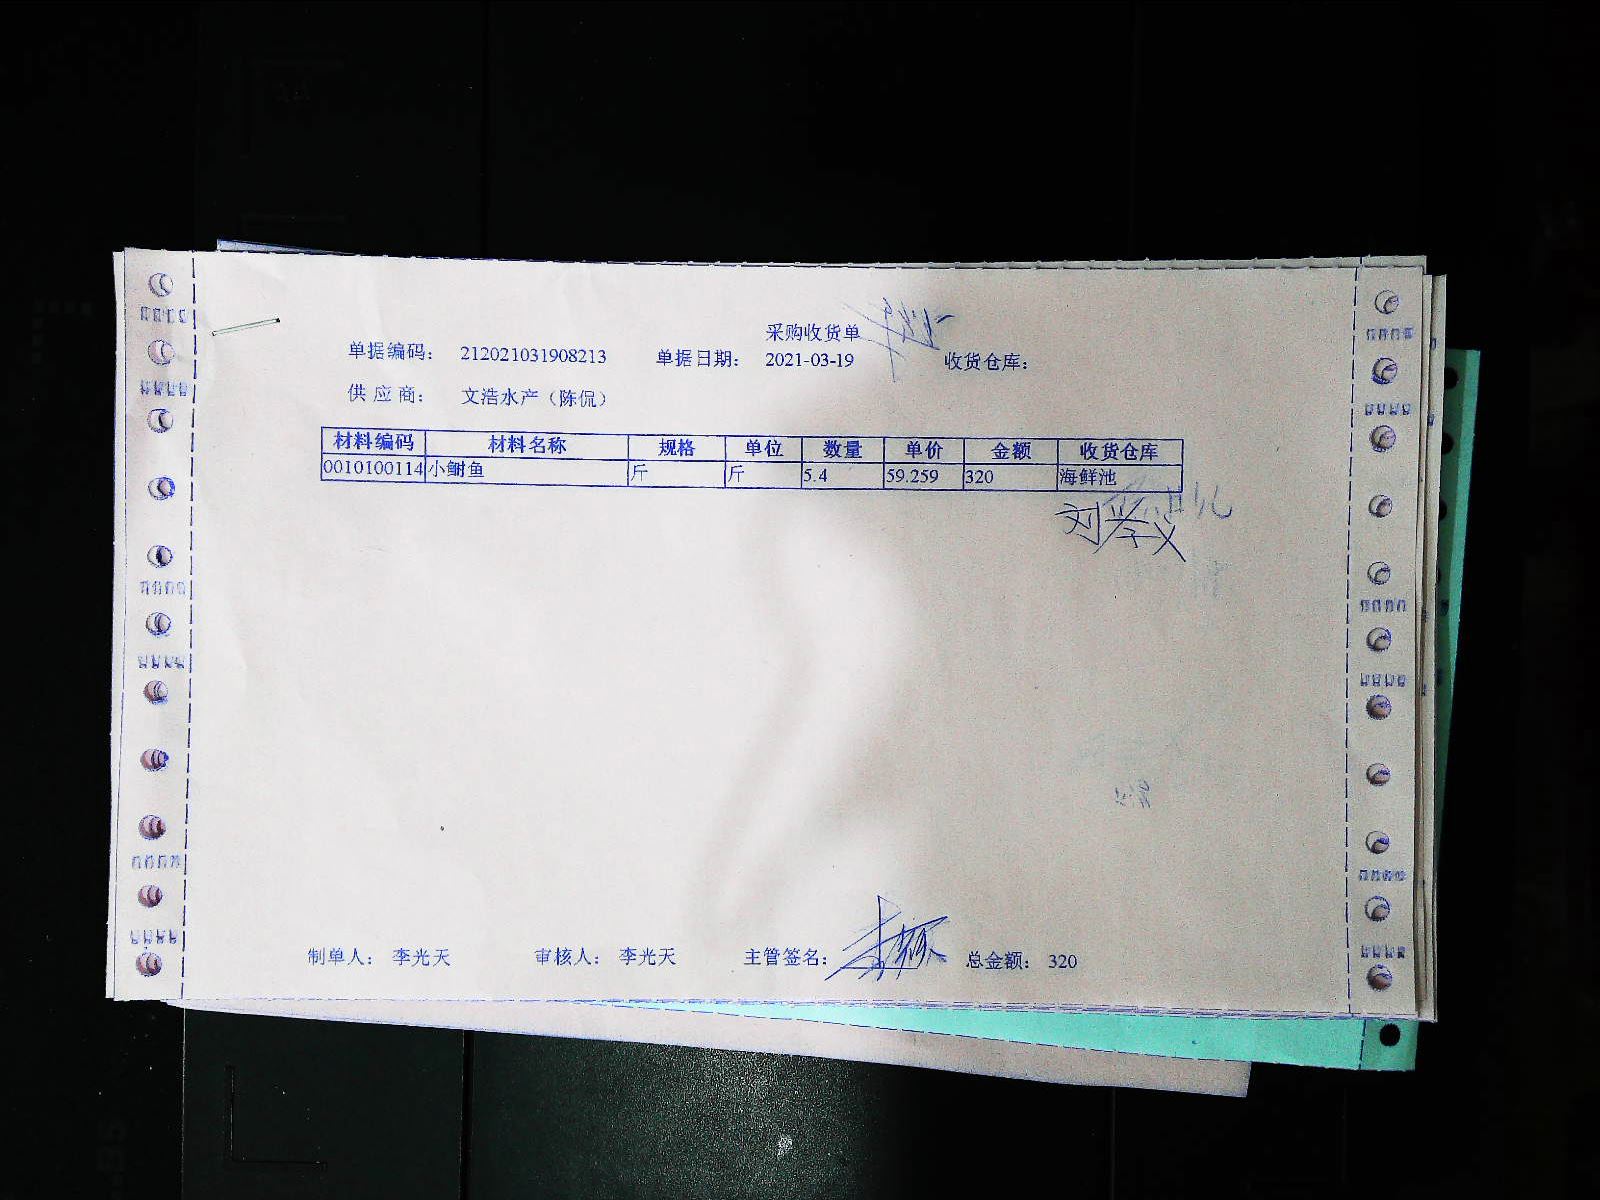 采购收货单
单据编码： 212021031908213 单据日期： 2021-03-19 收货仓库：
供应商： 文浩水产（陈侃）
材料编码 材料名称 规格 单位 数量 单价 金额 收货仓库
0010100114 小鲥鱼 斤 斤 5.4 59.259 320 海鲜池
刘孝义
制单人： 李光天 审核人： 李光天 主管签名： 总金额： 320